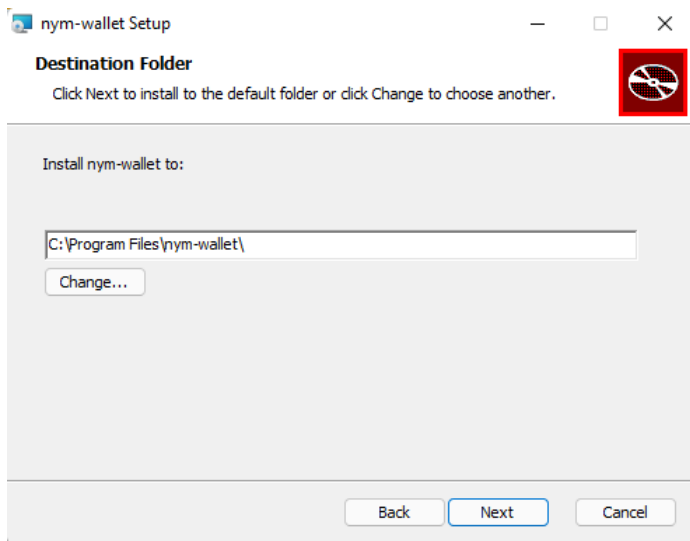 nym-wallet Setup
Destination Folder
Click Next to install to the default folder or click Change to choose another.
Install nym-wallet to:
C:\Program Files\nym-wallet\
Change...
Back Next Cancel